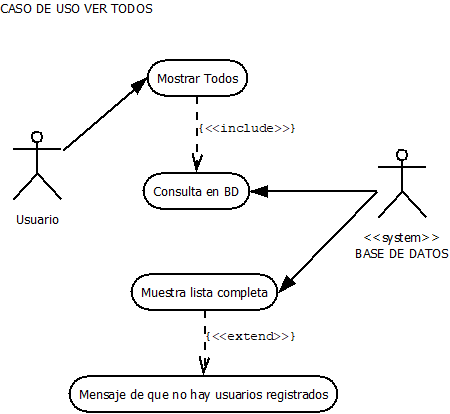 CASO DE USO VER TODOS
Mostrar Todos
{<<include>>}
Consulta en BD
Usuario
<<system>>
BASE DE DATOS
Muestra lista completa
{<<extend>>}
Mensaje de que no hay usuarios registrados